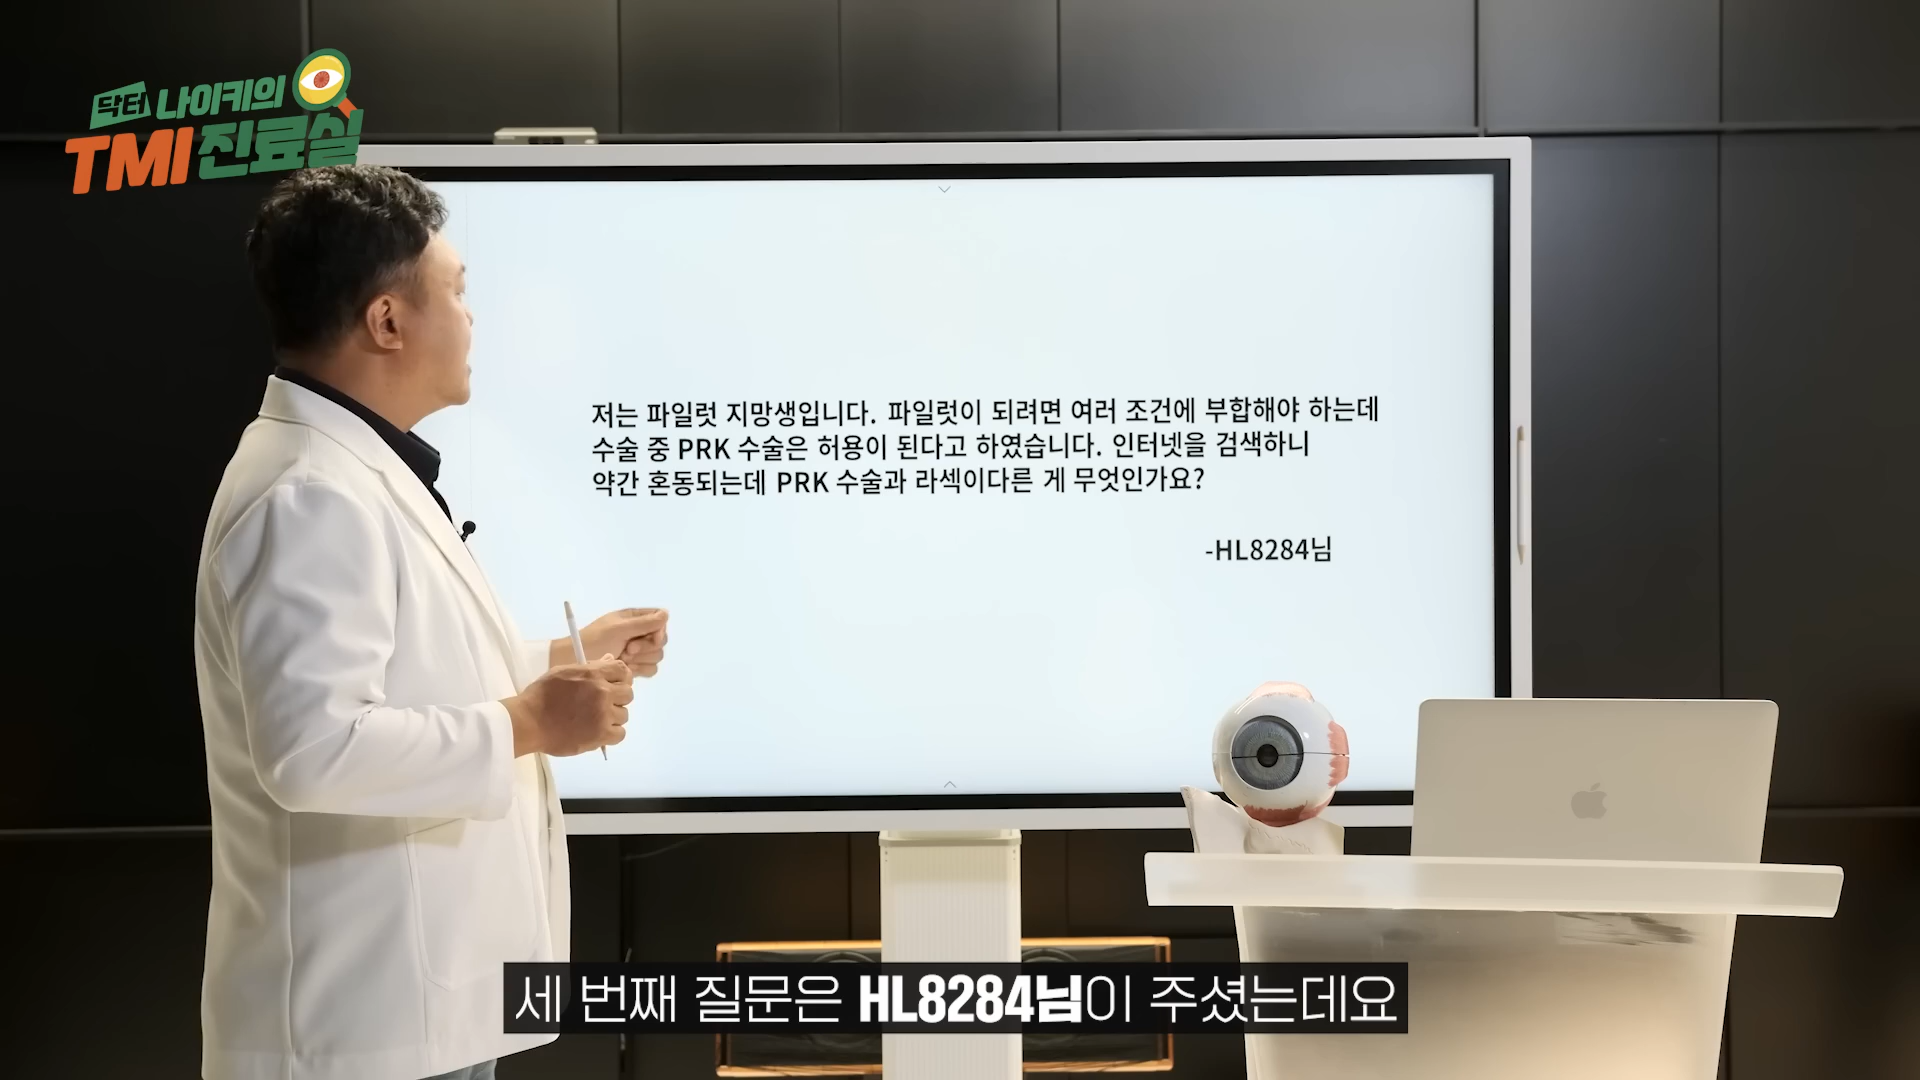 닥터 나이키의
TMI 진료실
저는 파일럿 지망생입니다. 파일럿이 되려면 여러 조건에 부합해야 하는데
수술 중 PRK 수술은 허용이 된다고 하였습니다. 인터넷을 검색하니
약간 혼동되는데 PRK 수술과 라섹이다른 게 무엇인가요?
-HL8284님
세 번째 질문은 HL8284님이 주셨는데요